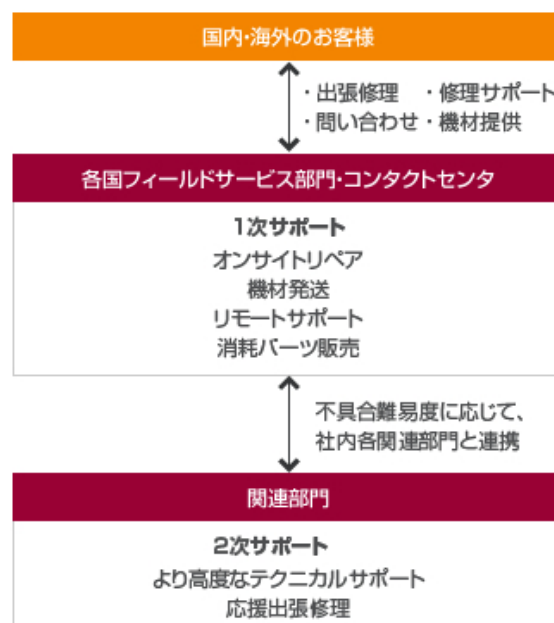 国内・海外のお客様
・出張修理 ・修理サポート
・問い合わせ・機材提供
各国フィールドサービス部門・コンタクトセンタ
1次サポート
オンサイトリペア
機材発送
リモートサポート
消耗パーツ販売
不具合難易度に応じて、
社内各関連部門と連携
関連部門
2次サポート
より高度なテクニカルサポート
応援出張修理